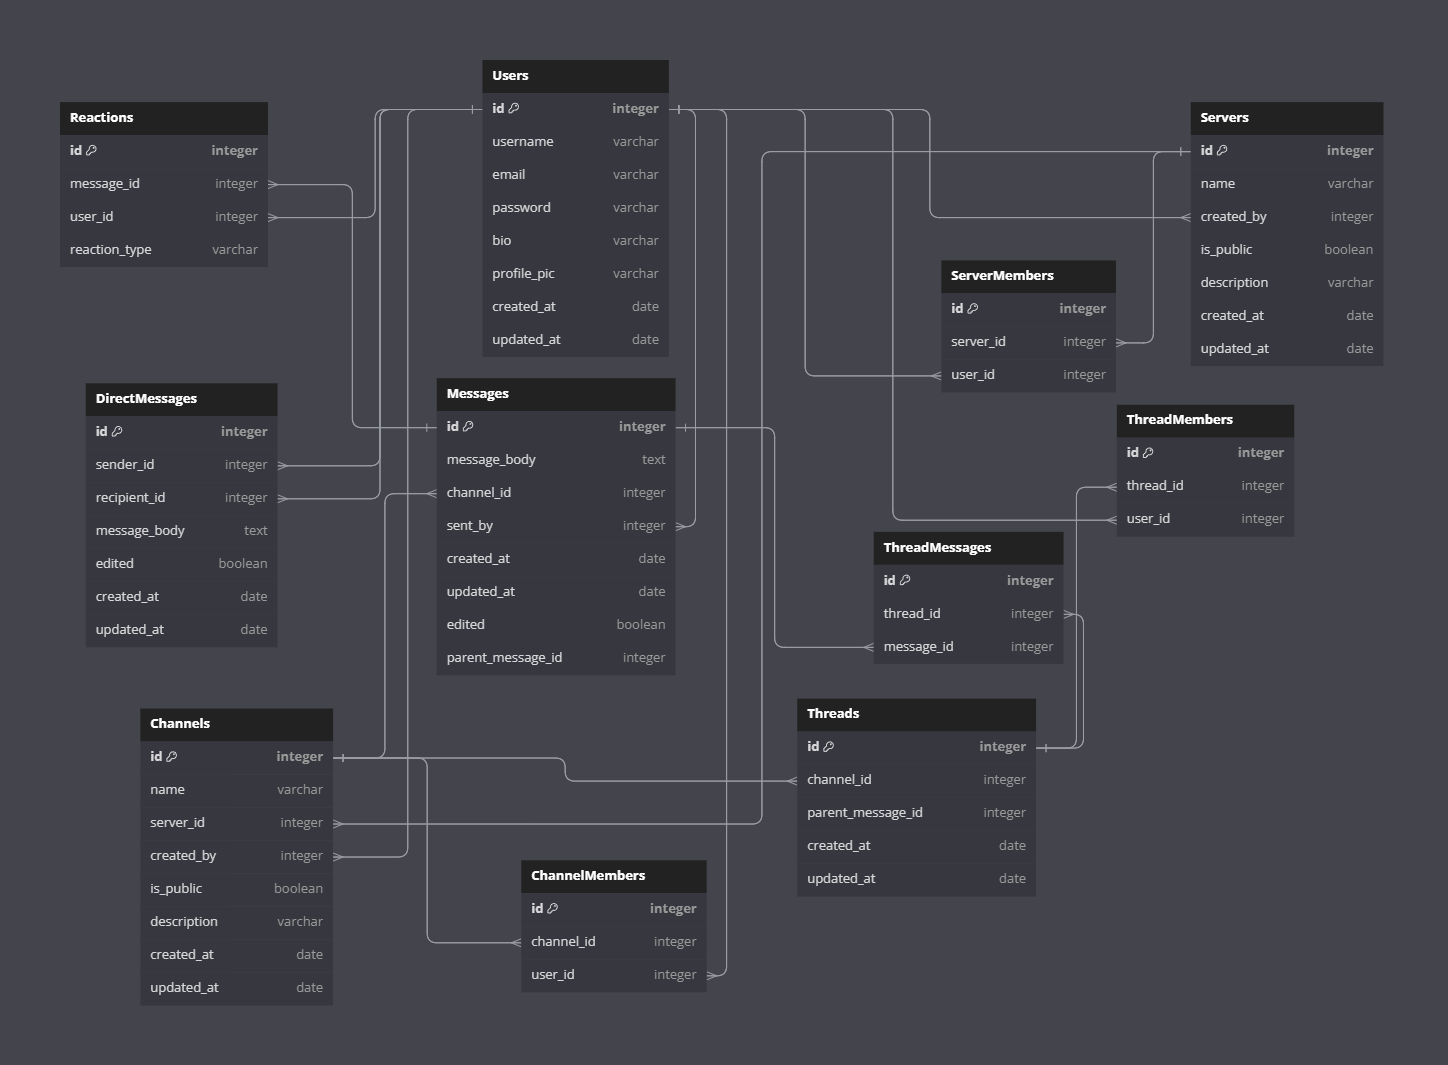 Users
id integer
username varchar
email varchar
password varchar
bio varchar
profile_pic varchar
created_at date
updated_at date
Reactions
id integer
message_id integer
user_id integer
reaction_type varchar
Servers
id integer
name varchar
created_by integer
is_public boolean
description varchar
created_at date
updated_at date
ServerMembers
id integer
server_id integer
user_id integer
DirectMessages
id integer
sender_id integer
recipient_id integer
message_body text
edited boolean
created_at date
updated_at date
Messages
id integer
message_body text
channel_id integer
sent_by integer
created_at date
updated_at date
edited boolean
parent_message_id integer
ThreadMembers
id integer
thread_id integer
user_id integer
ThreadMessages
id integer
thread_id integer
message_id integer
Channels
id integer
name varchar
server_id integer
created_by integer
is_public boolean
description varchar
created_at date
updated_at date
Threads
id integer
channel_id integer
parent_message_id integer
created_at date
updated_at date
ChannelMembers
id integer
channel_id integer
user_id integer